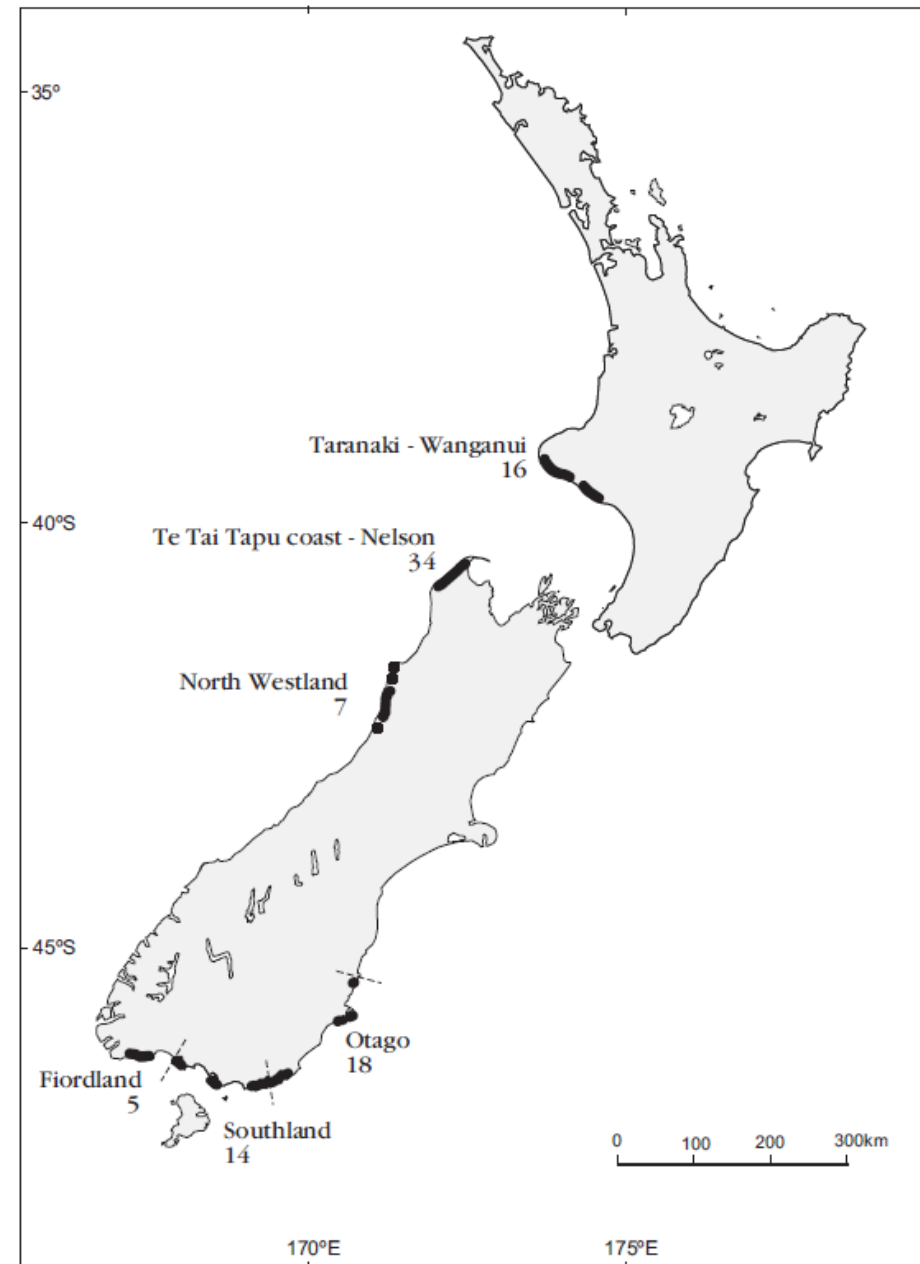 35º
Taranaki - Wanganui
16
40ºS
Te Tai Tapu coast - Nelson
34
North Westland
7
45ºS
Otago
18
Fiordland
5
Southland
14
0 100 200 300km
170ºE 175ºE